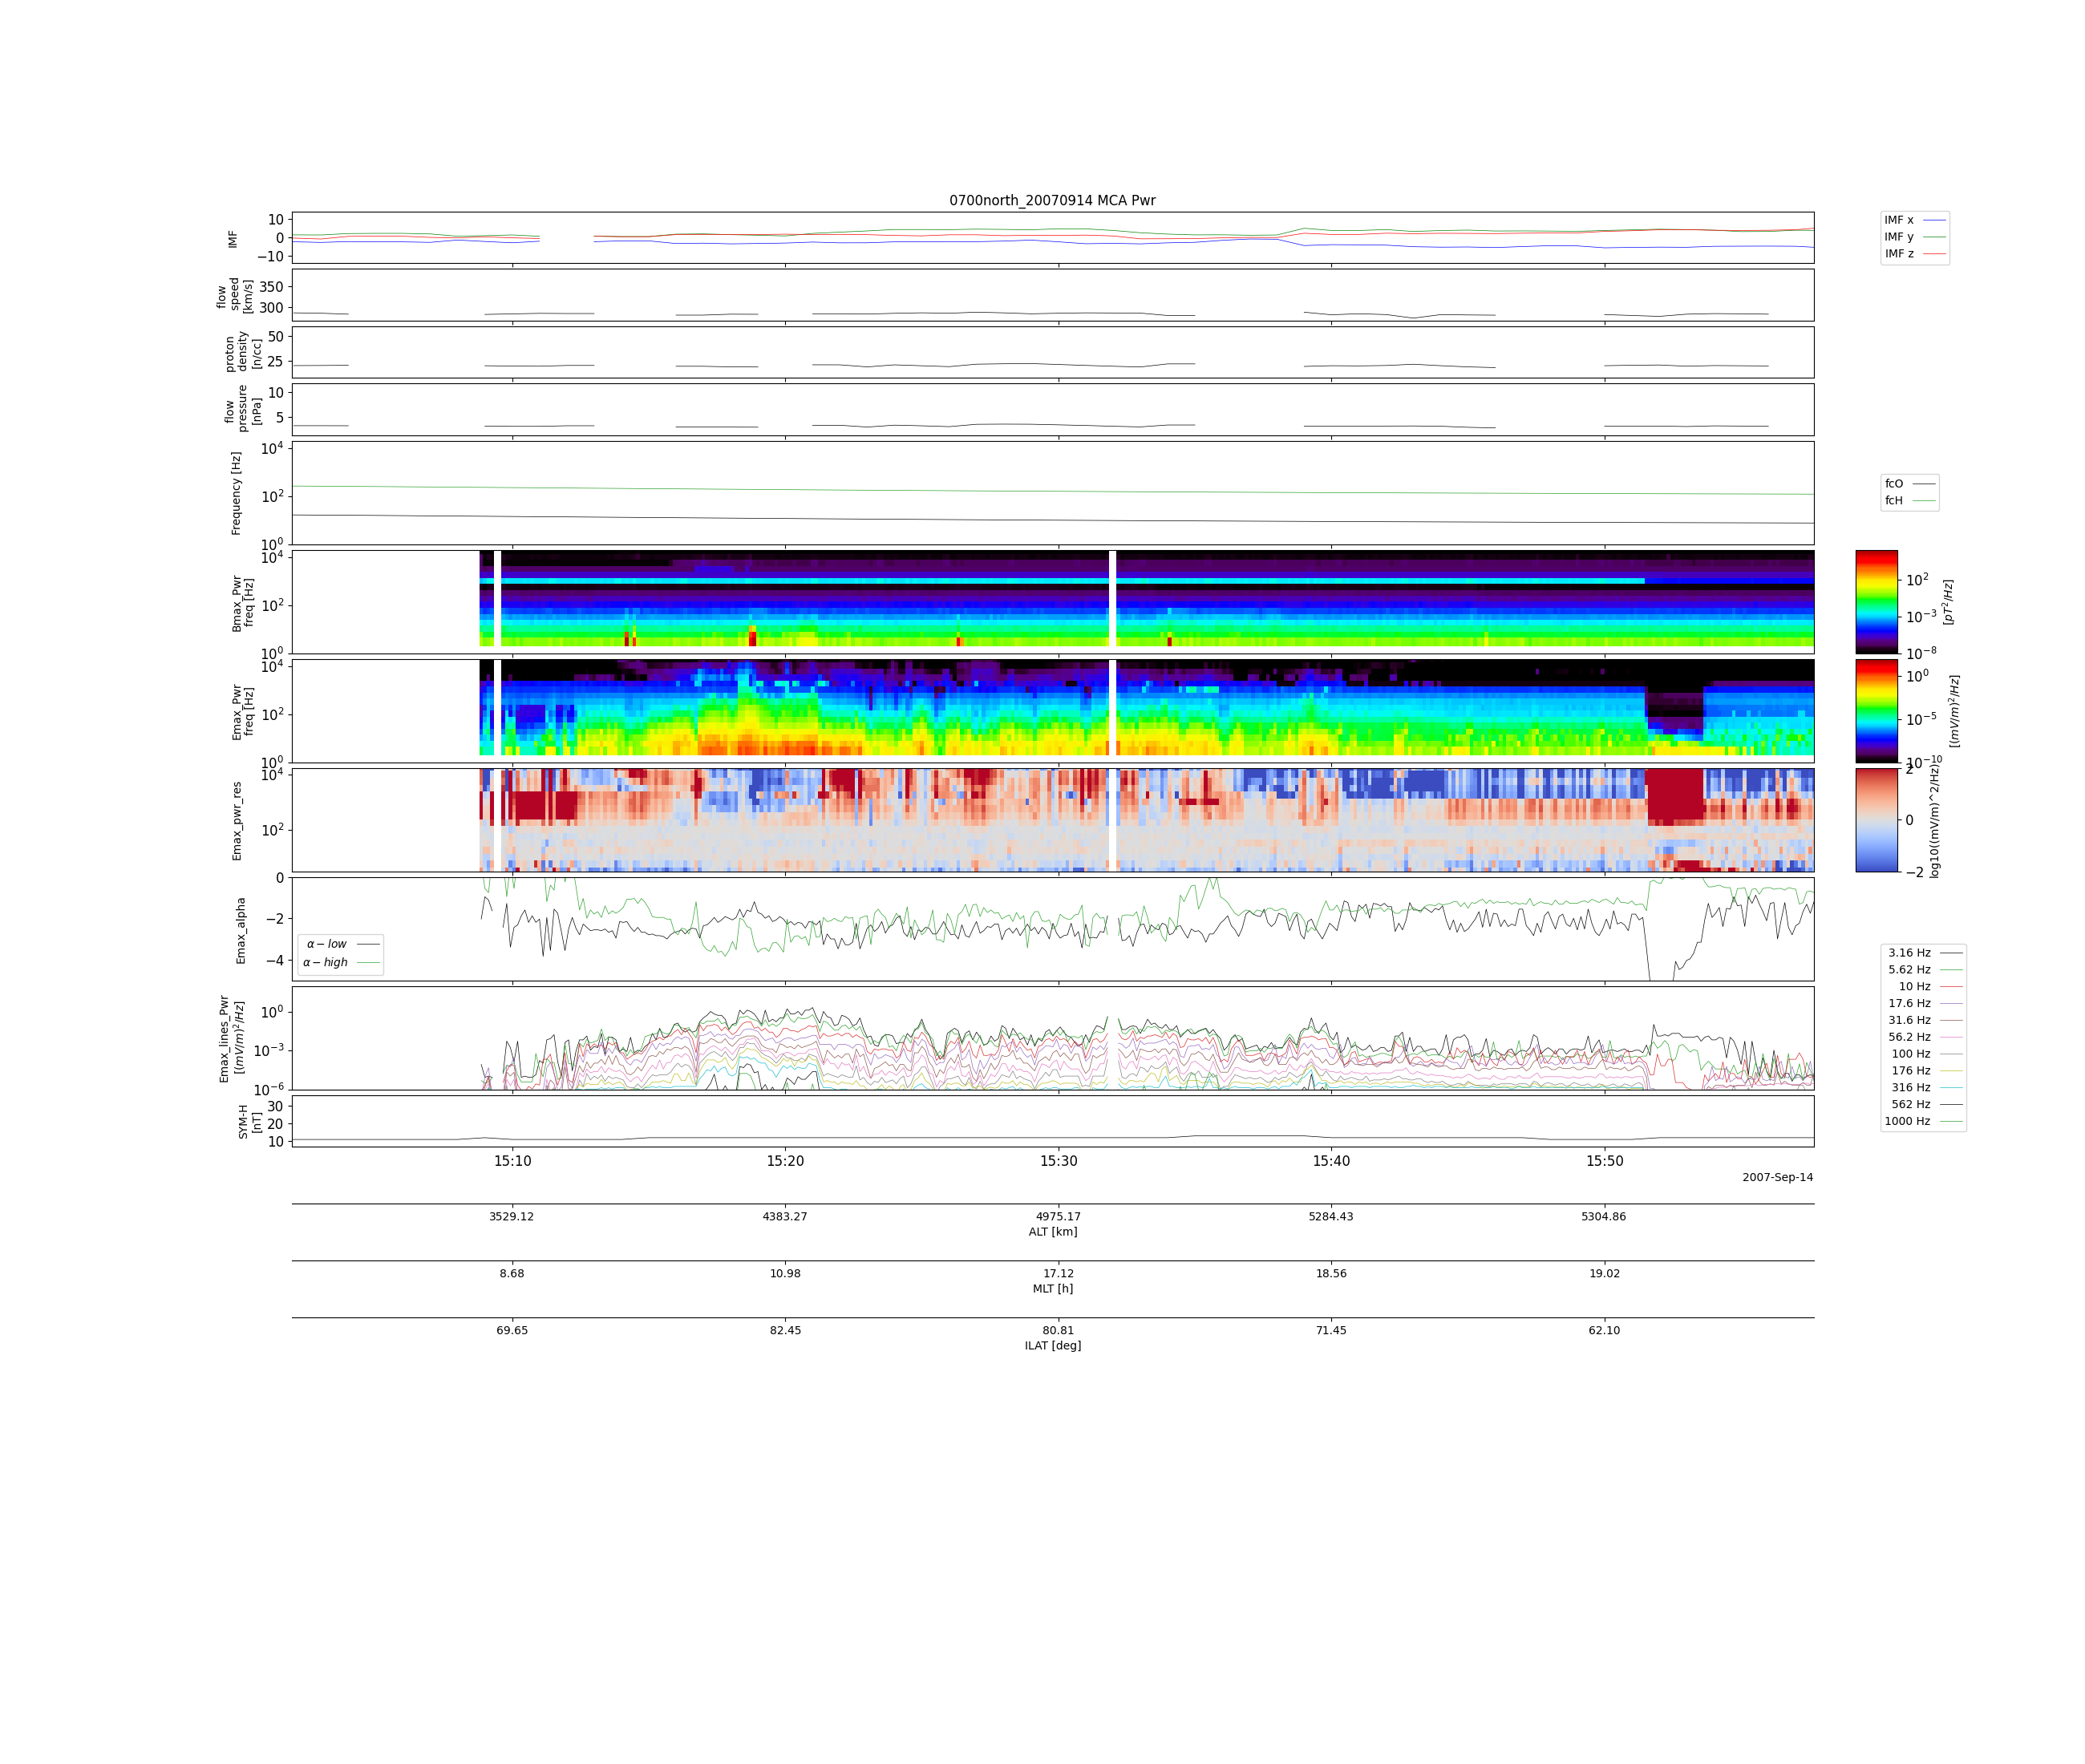 0700north_20070914 MCA Pwr
IMF
10
0
−10
IMF x
IMF y
IMF z
flow
speed
[km/s]
350
300
proton
density
[n/cc]
50
25
flow
pressure
[nPa]
10
5
Frequency [Hz]
10^4
10^2
10^0
fcO
fcH
Bmax_Pwr
freq [Hz]
10^4
10^2
10^0
10^2
10^−3
10^−8
[pT^2/Hz]
Emax_Pwr
freq [Hz]
10^4
10^2
10^0
10^0
10^−5
10^−10
[(mV/m)^2/Hz]
Emax_pwr_res
10^4
10^2
2
0
−2
log10((mV/m)^2/Hz)
Emax_alpha
0
−2
−4
α − low
α − high
Emax_lines_Pwr
[(mV/m)^2/Hz]
10^0
10^−3
10^−6
3.16 Hz
5.62 Hz
10 Hz
17.6 Hz
31.6 Hz
56.2 Hz
100 Hz
176 Hz
316 Hz
562 Hz
1000 Hz
SYM-H
[nT]
30
20
10
15:10 15:20 15:30 15:40 15:50
2007-Sep-14
3529.12 4383.27 4975.17 5284.43 5304.86
ALT [km]
8.68 10.98 17.12 18.56 19.02
MLT [h]
69.65 82.45 80.81 71.45 62.10
ILAT [deg]